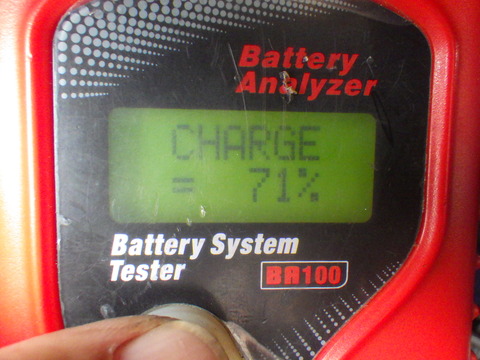 Battery
Analyzer
CHARGE
= 71%
Battery System
Tester
BA100